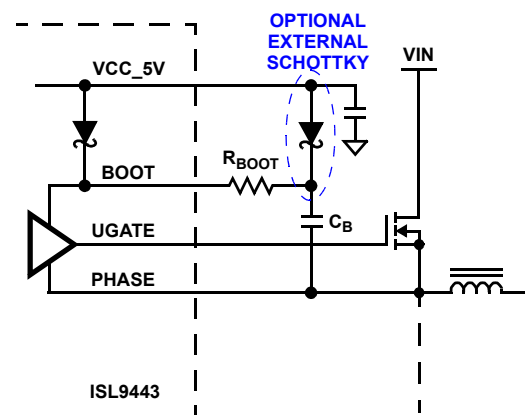 OPTIONAL
EXTERNAL
SCHOTTKY
VCC_5V
VIN
BOOT
RBOOT
CB
UGATE
PHASE
ISL9443